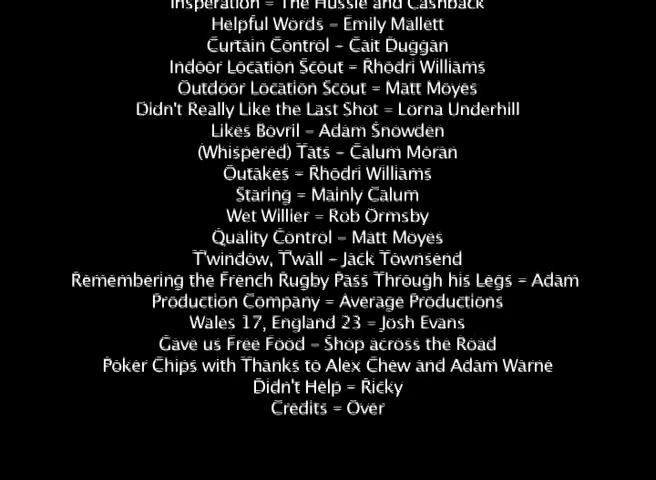 Insperation = The Hussle and Cashback
Helpful Words - Emily Mallett
Curtain Control - Cait Duggan
Indoor Location Scout = Rhodri Williams
Outdoor Location Scout = Matt Moyes
Didn't Really Like the Last Shot = Lorna Underhill
Likes Bovril - Adam Snowden
(Whispered) Tats - Calum Moran
Outakes = Rhodri Williams
Staring = Mainly Calum
Wet Willier = Rob Ormsby
Quality Control - Matt Moyes
T'window, T'wall - Jack Townsend
Remembering the French Rugby Pass Through his Legs = Adam
Production Company = Average Productions
Wales 17, England 23 = Josh Evans
Gave us Free Food - Shop across the Road
Poker Chips with Thanks to Alex Chew and Adam Warne
Didn't Help = Ricky
Credits = Over